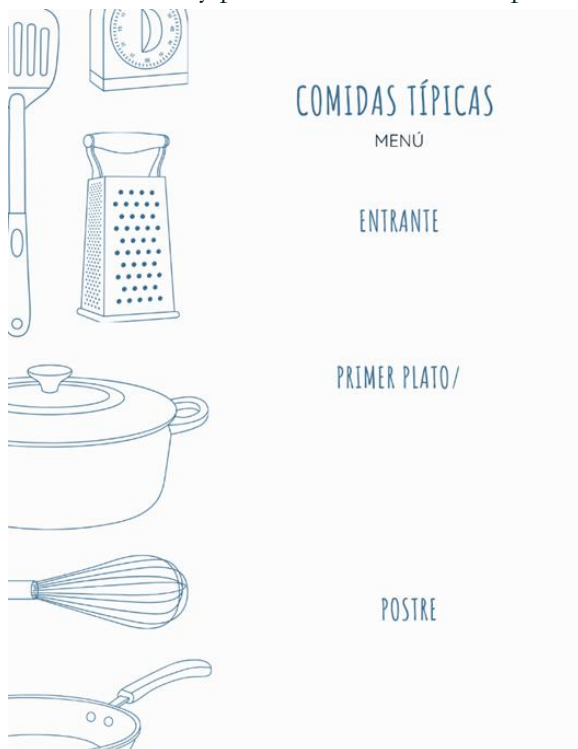 COMIDAS TÍPICAS
MENÚ
ENTRANTE
PRIMER PLATO/
POSTRE